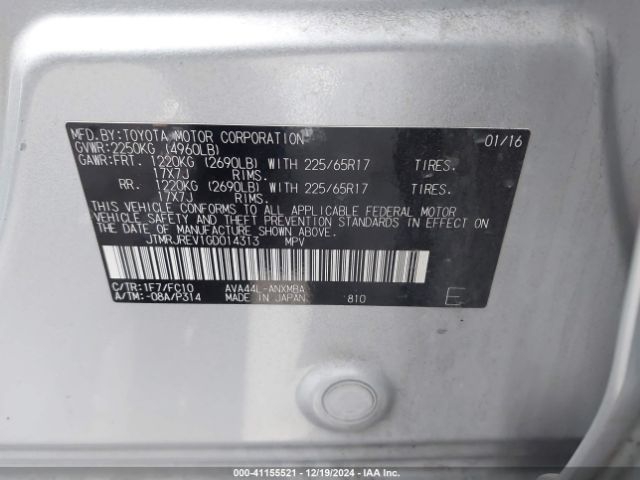 MFD.BY:TOYOTA MOTOR CORPORATION 01/16
GVWR:2250KG (4960LB)
GAWR:FRT. 1220KG (2690LB) WITH 225/65R17 TIRES.
17X7J RIMS.
RR. 1220KG (2690LB) WITH 225/65R17 TIRES.
17X7J RIMS.
THIS VEHICLE CONFORMS TO ALL APPLICABLE FEDERAL MOTOR
VEHICLE SAFETY AND THEFT PREVENTION STANDARDS IN EFFECT ON
THE DATE OF MANUFACTURE SHOWN ABOVE.
JTMRJREV1GD014313 MPV
C/TR:1F7/FC10 AVA44L-ANXMBA
A/TM:-08A/P314 MADE IN JAPAN. 810 E
000-41155521 - 12/19/2024 - IAA Inc.